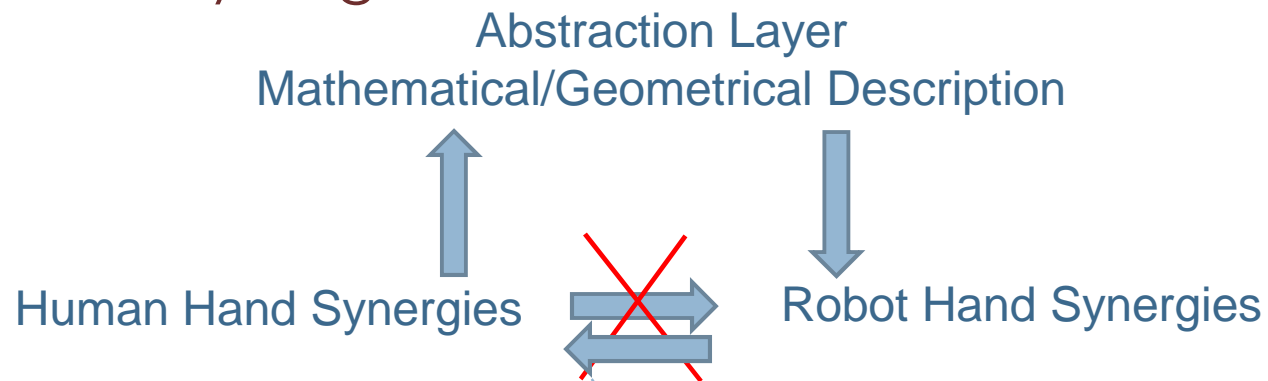 Abstraction Layer
Mathematical/Geometrical Description
Human Hand Synergies
Robot Hand Synergies